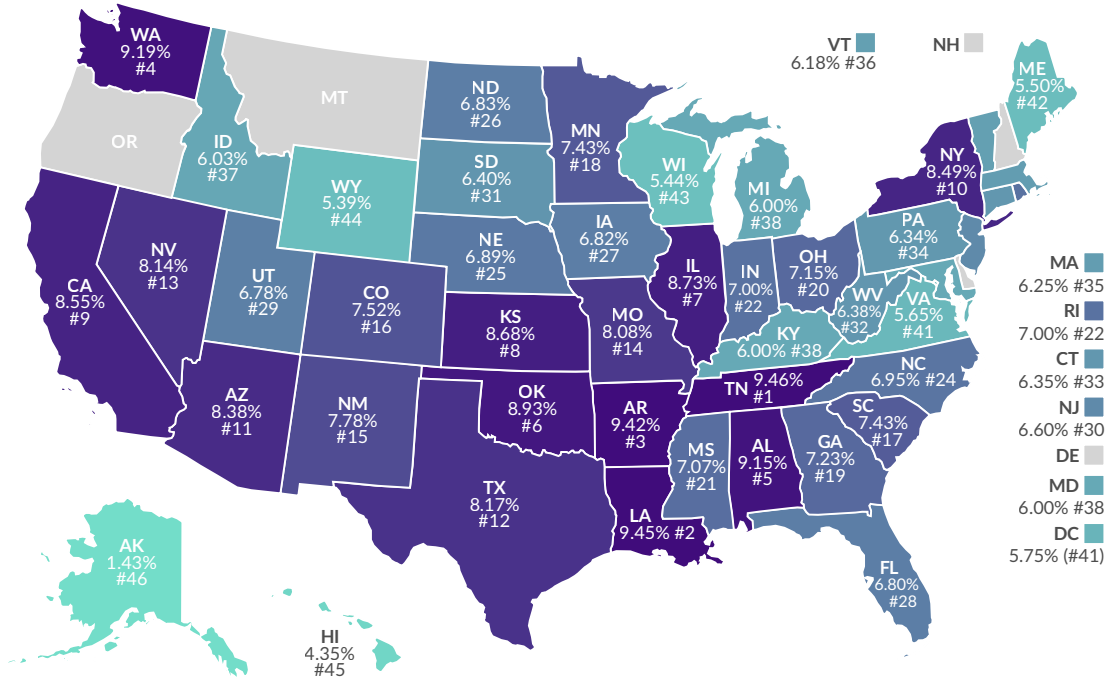 WA
9.19%
#4
VT
6.18% #36
NH
ME
5.50%
#42
MT
ND
6.83%
#26
OR
ID
6.03%
#37
MN
7.43%
#18
SD
6.40%
#31
WI
5.44%
#43
NY
8.49%
#10
WY
5.39%
#44
MI
6.00%
#38
IA
6.82%
#27
PA
6.34%
#34
NE
6.89%
#25
NV
8.14%
#13
UT
6.78%
#29
CO
7.52%
#16
CA
8.55%
#9
IL
8.73%
#7
IN
7.00%
#22
OH
7.15%
#20
WV
6.38%
#32
VA
5.65%
#41
KS
8.68%
#8
MO
8.08%
#14
KY
6.00% #38
MA
6.25% #35
RI
7.00% #22
CT
6.35% #33
NJ
6.60% #30
DE
MD
6.00% #38
DC
5.75% (#41)
NC
6.95% #24
TN 9.46%
#1
AZ
8.38%
#11
NM
7.78%
#15
OK
8.93%
#6
AR
9.42%
#3
SC
7.43%
#17
MS
7.07%
#21
AL
9.15%
#5
GA
7.23%
#19
TX
8.17%
#12
LA
9.45% #2
AK
1.43%
#46
FL
6.80%
#28
HI
4.35%
#45